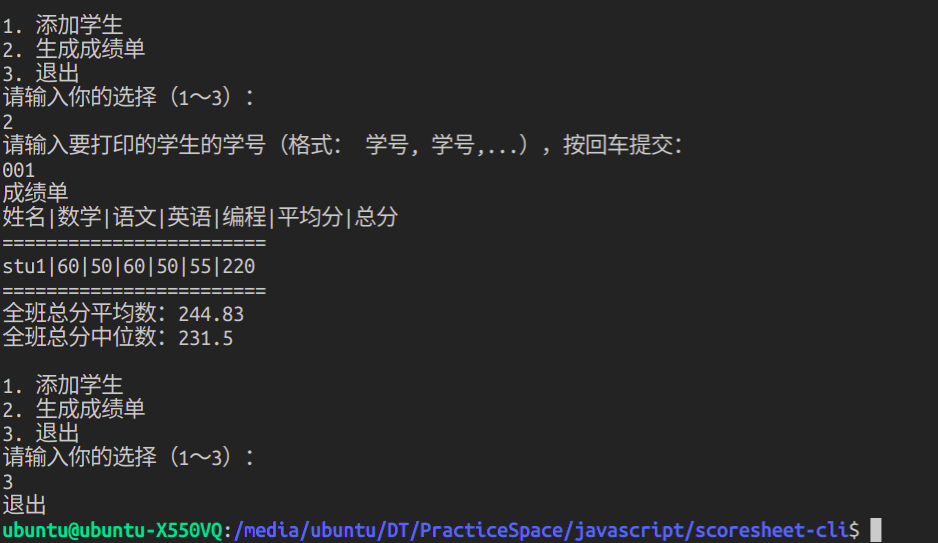 1. 添加学生
2. 生成成绩单
3. 退出
请输入你的选择（1～3）：
2
请输入要打印的学生的学号（格式： 学号, 学号,...），按回车提交：
001
成绩单
姓名|数学|语文|英语|编程|平均分|总分
========================
stu1|60|50|60|50|55|220
========================
全班总分平均数：244.83
全班总分中位数：231.5
1. 添加学生
2. 生成成绩单
3. 退出
请输入你的选择（1～3）：
3
退出
ubuntu@ubuntu-X550VQ:/media/ubuntu/DT/PracticeSpace/javascript/scoresheet-cli$